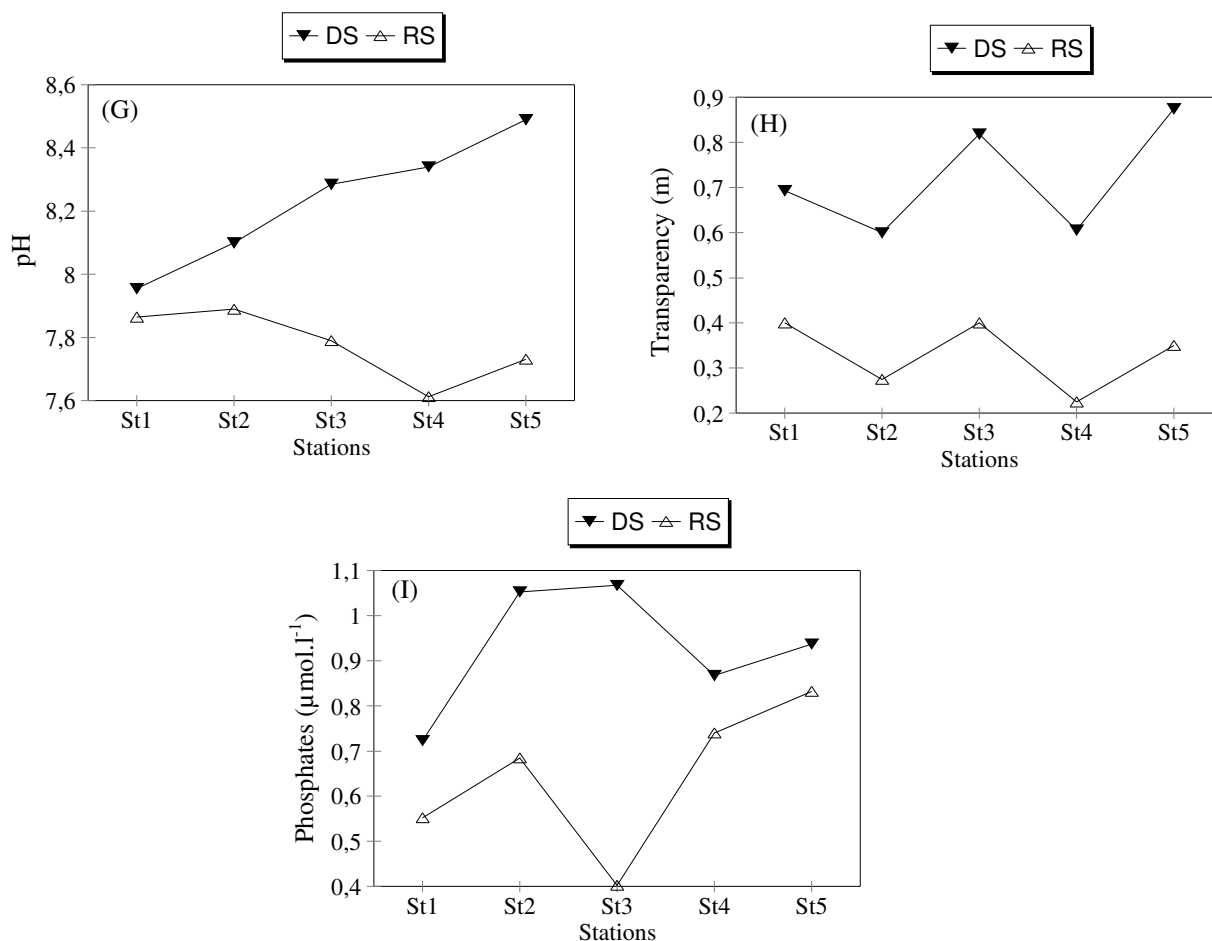 DS RS
(G)
pH
8,6
8,4
8,2
8
7,8
7,6
St1 St2 St3 St4 St5
Stations
DS RS
(H)
Transparency (m)
0,9
0,8
0,7
0,6
0,5
0,4
0,3
0,2
St1 St2 St3 St4 St5
Stations
DS RS
(I)
Phosphates (µmol.l⁻¹)
1,1
1
0,9
0,8
0,7
0,6
0,5
0,4
St1 St2 St3 St4 St5
Stations